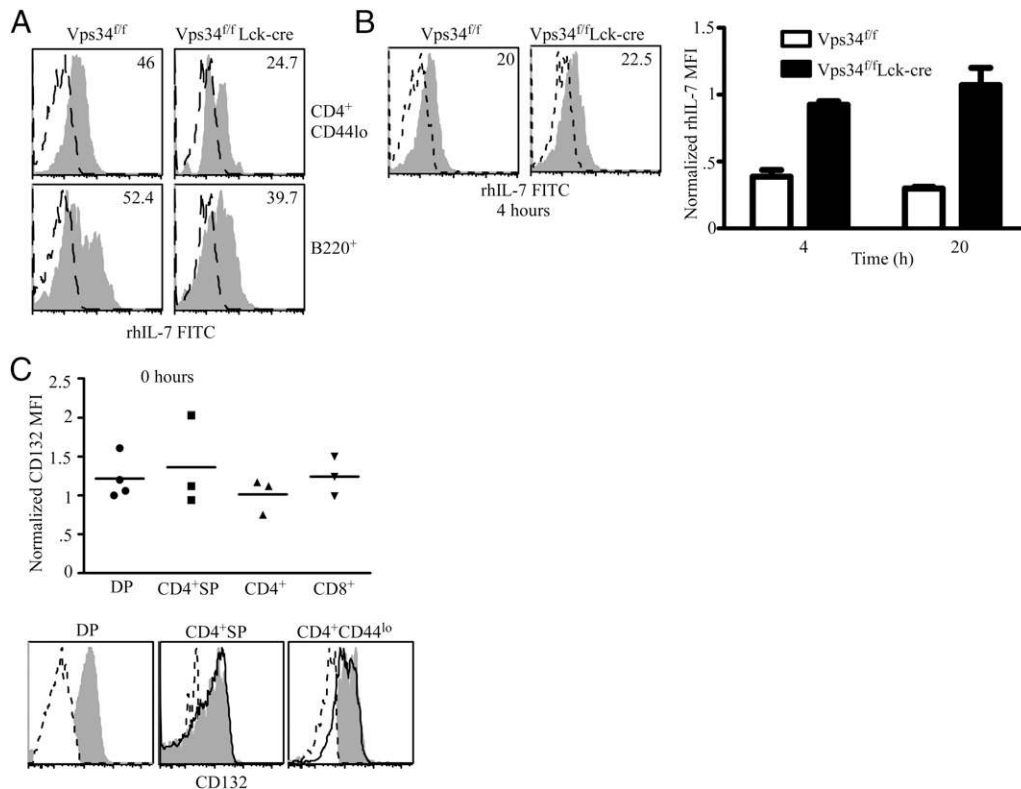 A
Vps34f/f
Vps34f/f Lck-cre
46
24.7
CD4+
CD44lo
52.4
39.7
B220+
rhIL-7 FITC
B
Vps34f/f
Vps34f/fLck-cre
20
22.5
rhIL-7 FITC
4 hours
Normalized rhIL-7 MFI
1.5
1
.5
0
Vps34f/f
Vps34f/fLck-cre
4
20
Time (h)
C
0 hours
Normalized CD132 MFI
2.5
2
1.5
1
.5
0
DP
CD4+SP
CD4+
CD8+
DP
CD4+SP
CD4+CD44lo
CD132